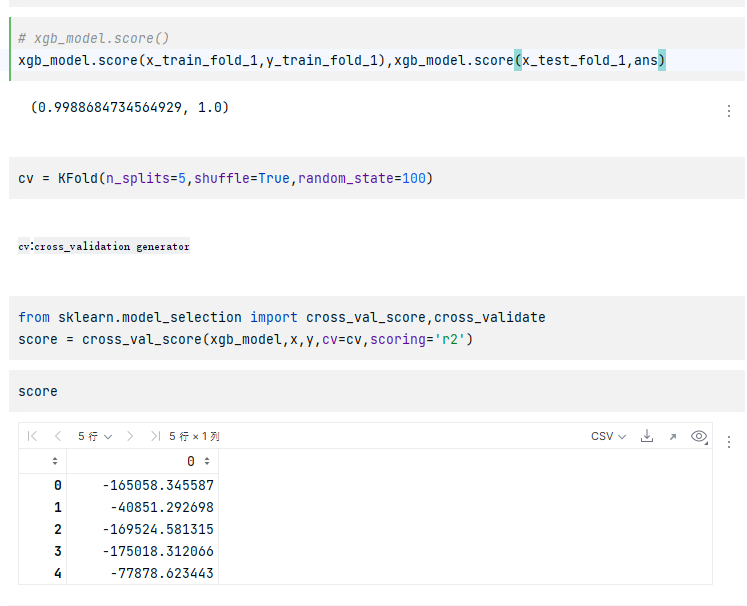 # xgb_model.score()
xgb_model.score(x_train_fold_1,y_train_fold_1),xgb_model.score(x_test_fold_1,ans)
(0.9988684734564929, 1.0)
cv = KFold(n_splits=5,shuffle=True,random_state=100)
cv:cross_validation generator
from sklearn.model_selection import cross_val_score,cross_validate
score = cross_val_score(xgb_model,x,y,cv=cv,scoring='r2')
score
5 行 5 行 × 1 列 CSV
0
0 -165058.345587
1 -40851.292698
2 -169524.581315
3 -175018.312066
4 -77878.623443